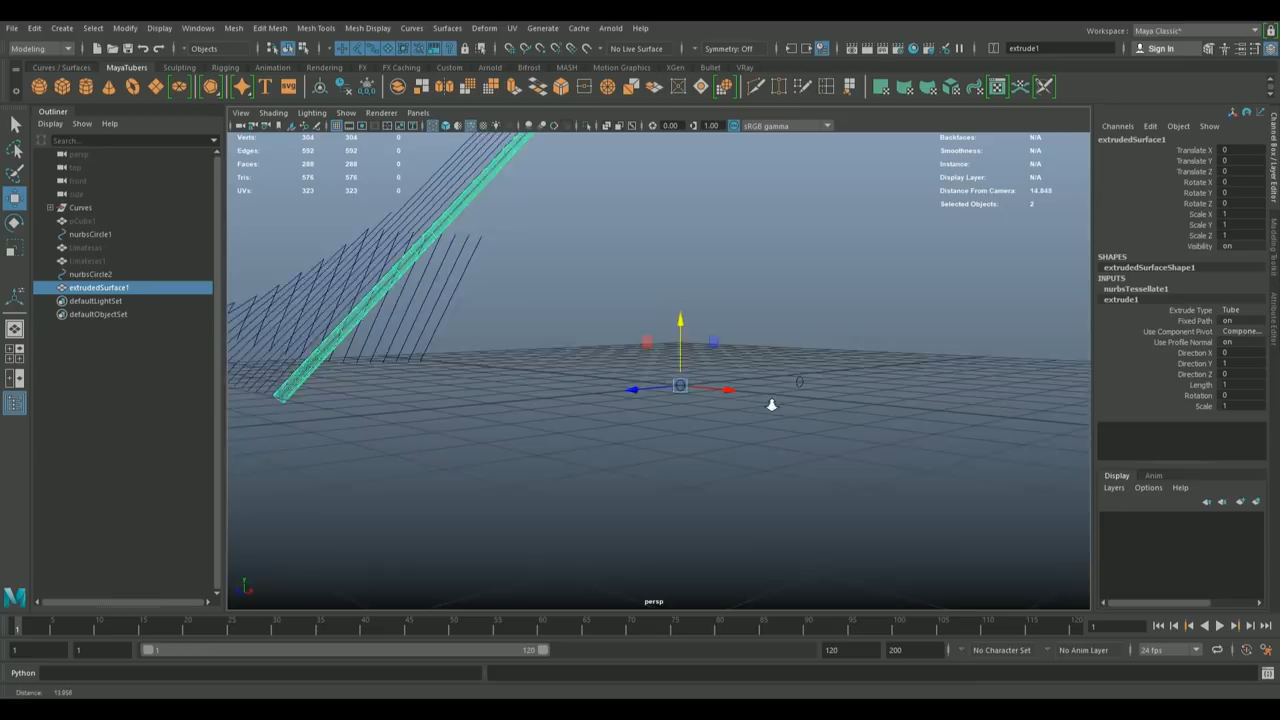 File Edit Create Select Modify Display Windows Mesh Edit Mesh Mesh Tools Mesh Display Curves Surfaces Deform UV Generate Cache Arnold Help
Workspace : Maya Classic*
Modeling Objects No Live Surface Symmetry: Off extrude1 Sign In
Curves / Surfaces MayaTubers Sculpting Rigging Animation Rendering FX FX Caching Custom Arnold Bifrost MASH Motion Graphics XGen Bullet VRay
Outliner
Display Show Help
Search...
persp
top
front
side
Curves
pCube1
nurbsCircle1
nurbsCircle2
extrudedSurface1
defaultLightSet
defaultObjectSet
View Shading Lighting Show Renderer Panels
0.00 1.00 sRGB gamma
Verts: 304 304 0
Edges: 592 592 0
Faces: 288 288 0
Tris: 576 576 0
UVs: 323 323 0
Backfaces: N/A
Smoothness: N/A
Instance: N/A
Display Layer: N/A
Distance From Camera: 14.848
Selected Objects: 2
persp
Channels Edit Object Show
extrudedSurface1
Translate X 0
Translate Y 0
Translate Z 0
Rotate X 0
Rotate Y 0
Rotate Z 0
Scale X 1
Scale Y 1
Scale Z 1
Visibility on
SHAPES
extrudedSurfaceShape1
INPUTS
nurbsTessellate1
extrude1
Extrude Type Tube
Fixed Path on
Use Component Pivot Compone...
Use Profile Normal on
Direction X 0
Direction Y 1
Direction Z 0
Length 1
Rotation 0
Scale 1
Display Anim
Layers Options Help
Channel Box / Layer Editor
Modeling Toolkit
Attribute Editor
1 5 10 15 20 25 30 35 40 45 50 55 60 65 70 75 80 85 90 95 100 105 110 115 120 1
1 1 1 120 120 200 No Character Set No Anim Layer 24 fps
Python
Distance: 13.858